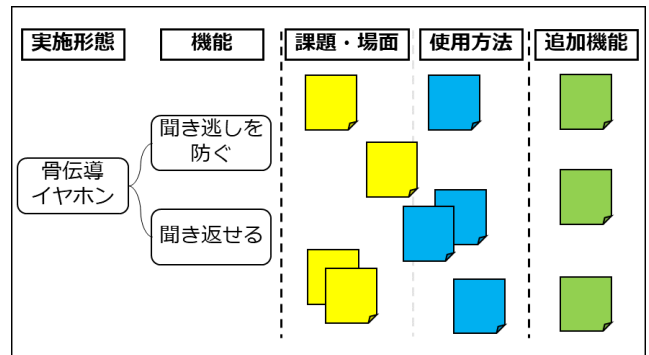 実施形態
機能
課題・場面
使用方法
追加機能
骨伝導
イヤホン
聞き逃しを
防ぐ
聞き返せる